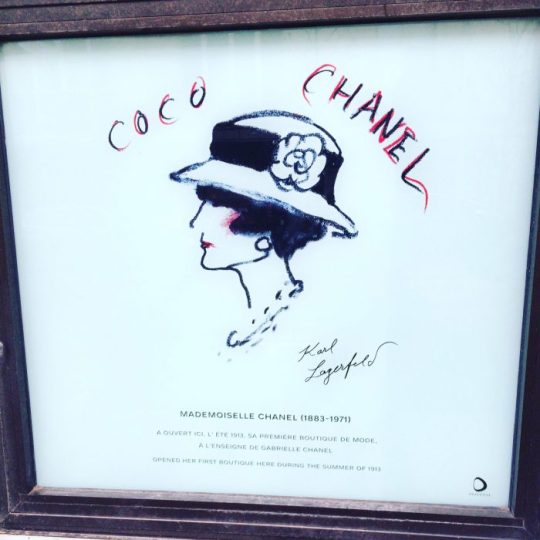 COCO CHANEL
Karl
Lagerfeld
MADEMOISELLE CHANEL (1883-1971)
A OUVERT ICI, L' ÉTÉ 1913, SA PREMIÈRE BOUTIQUE DE MODE,
À L'ENSEIGNE DE GABRIELLE CHANEL
OPENED HER FIRST BOUTIQUE HERE DURING THE SUMMER OF 1913